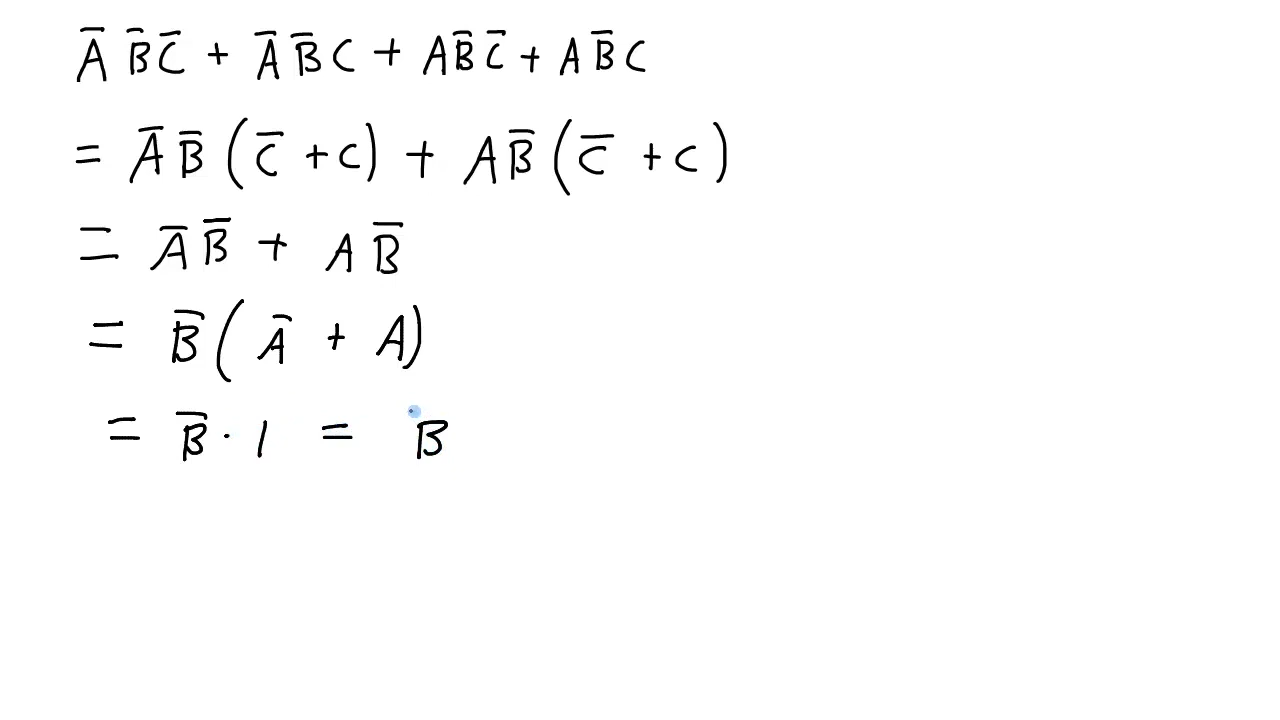 A̅ B̅ C̅ + A̅ B̅ C + A B̅ C̅ + A B̅ C
= A̅ B̅ ( C̅ + C ) + A B̅ ( C̅ + C )
= A̅ B̅ + A B̅
= B̅ ( A̅ + A )
= B̅ · 1 = B